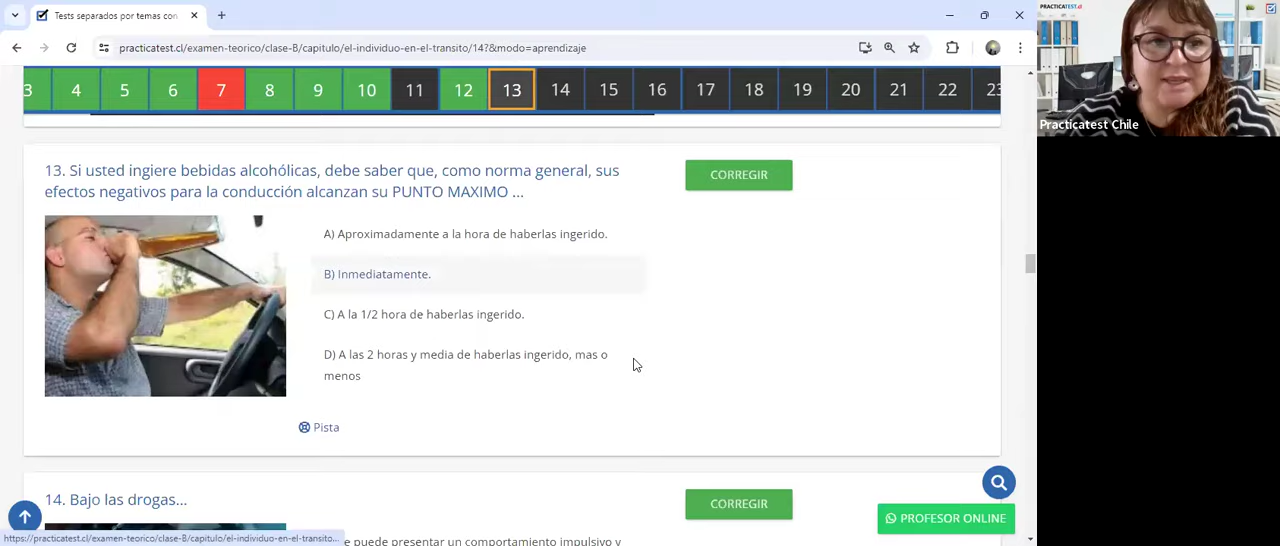 Tests separados por temas con
practicatest.cl/examen-teorico/clase-B/capitulo/el-individuo-en-el-transito/147&modo=aprendizaje
3 4 5 6 7 8 9 10 11 12 13 14 15 16 17 18 19 20 21 22 23
13. Si usted ingiere bebidas alcohólicas, debe saber que, como norma general, sus
efectos negativos para la conducción alcanzan su PUNTO MAXIMO ...
CORREGIR
A) Aproximadamente a la hora de haberlas ingerido.
B) Inmediatamente.
C) A la 1/2 hora de haberlas ingerido.
D) A las 2 horas y media de haberlas ingerido, mas o
menos
Pista
14. Bajo las drogas...
CORREGIR
e puede presentar un comportamiento impulsivo y
PROFESOR ONLINE
https://practicatest.cl/examen-teorico/clase-B/capitulo/el-individuo-en-el-transito...
PRACTICATEST.cl
Practicatest Chile